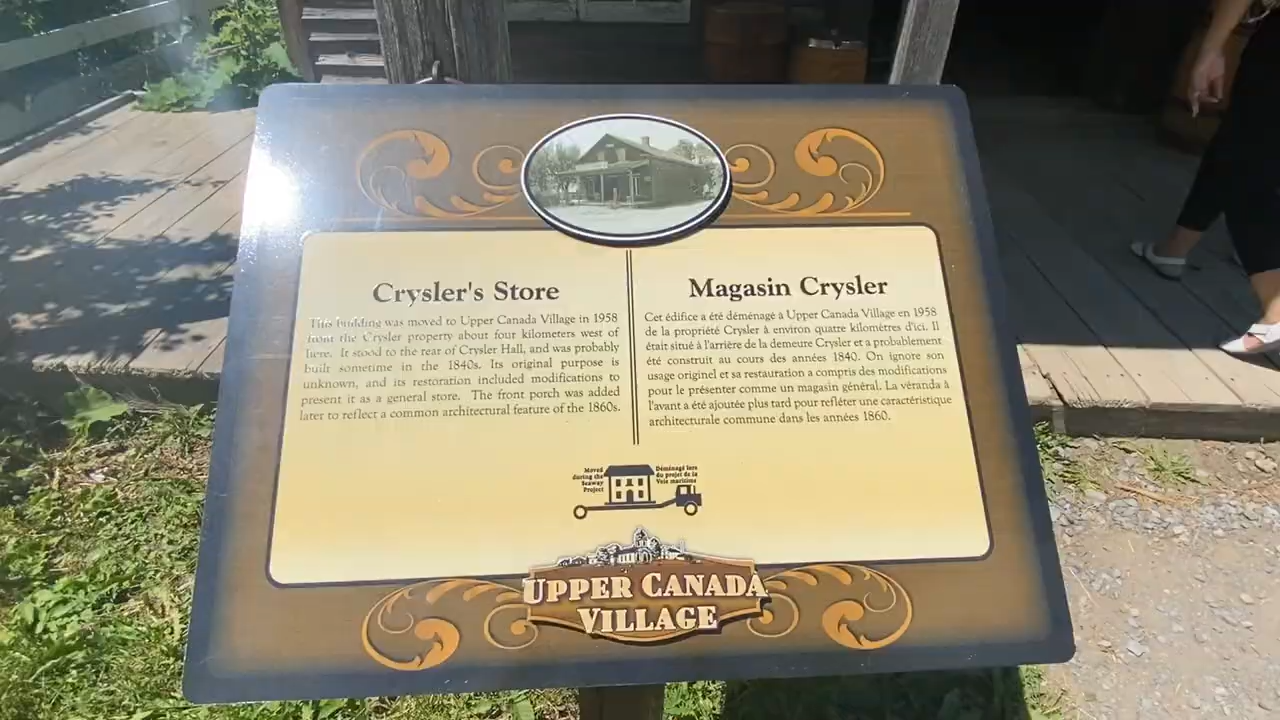 Crysler's Store
This building was moved to Upper Canada Village in 1958
from the Crysler property about four kilometers west of
here. It stood to the rear of Crysler Hall, and was probably
built sometime in the 1840s. Its original purpose is
unknown, and its restoration included modifications to
present it as a general store. The front porch was added
later to reflect a common architectural feature of the 1860s.
Magasin Crysler
Cet édifice a été déménagé à Upper Canada Village en 1958
de la propriété Crysler à environ quatre kilomètres d'ici. Il
était situé à l'arrière de la demeure Crysler et a probablement
été construit au cours des années 1840. On ignore son
usage originel et sa restauration a compris des modifications
pour le présenter comme un magasin général. La véranda à
l'avant a été ajoutée plus tard pour refléter une caractéristique
architecturale commune dans les années 1860.
Moved
during the
Seaway
Project
Déménagé lors
du projet de la
Voie maritime
UPPER CANADA
VILLAGE